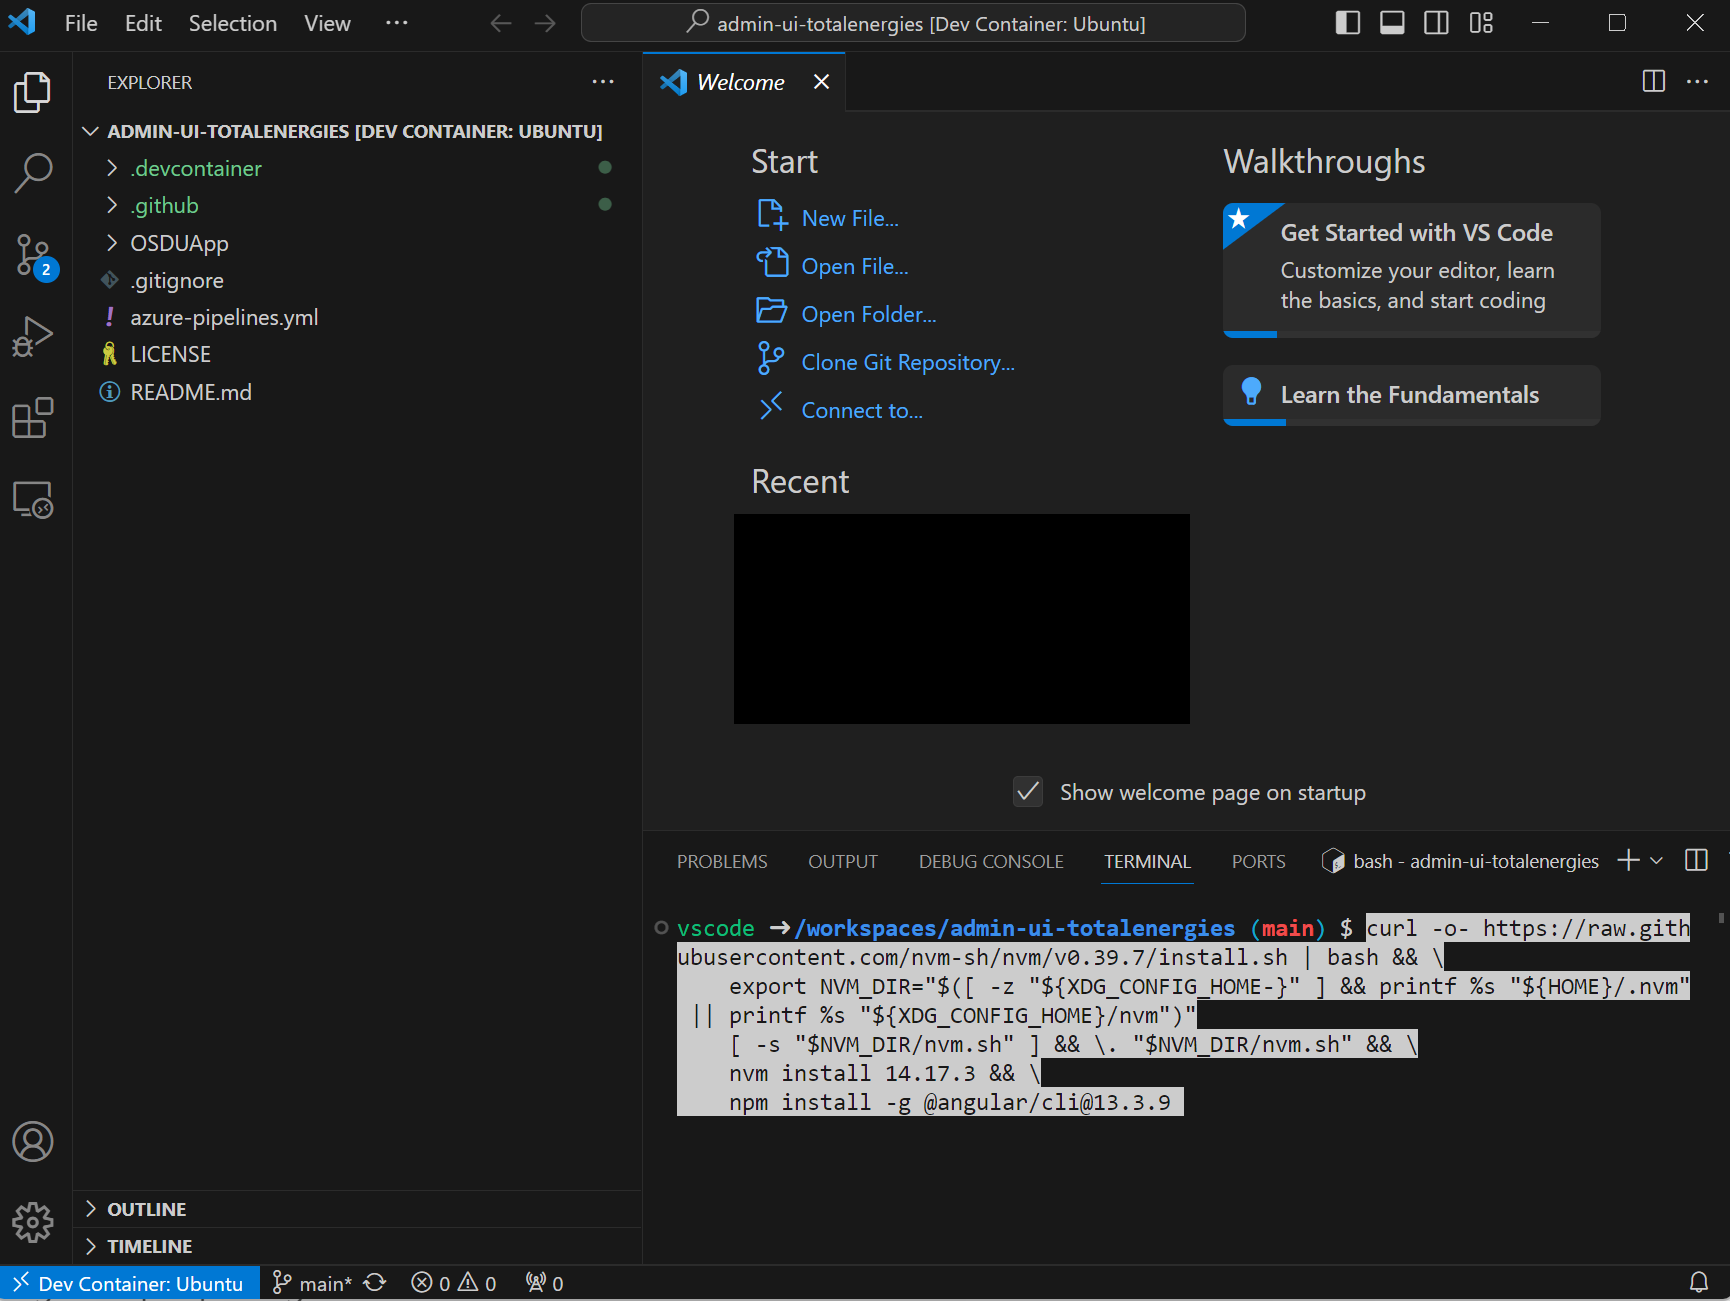 File Edit Selection View ···
admin-ui-totalenergies [Dev Container: Ubuntu]
EXPLORER
ADMIN-UI-TOTALENERGIES [DEV CONTAINER: UBUNTU]
.devcontainer
.github
OSDUApp
.gitignore
azure-pipelines.yml
LICENSE
README.md
2
OUTLINE
TIMELINE
Welcome
Start
New File...
Open File...
Open Folder...
Clone Git Repository...
Connect to...
Recent
Walkthroughs
Get Started with VS Code
Customize your editor, learn
the basics, and start coding
Learn the Fundamentals
Show welcome page on startup
PROBLEMS OUTPUT DEBUG CONSOLE TERMINAL PORTS bash - admin-ui-totalenergies
vscode ➜ /workspaces/admin-ui-totalenergies (main) $ curl -o- https://raw.gith
ubusercontent.com/nvm-sh/nvm/v0.39.7/install.sh | bash && \
export NVM_DIR="$([ -z "${XDG_CONFIG_HOME-}" ] && printf %s "${HOME}/.nvm"
|| printf %s "${XDG_CONFIG_HOME}/nvm")"
[ -s "$NVM_DIR/nvm.sh" ] && \. "$NVM_DIR/nvm.sh" && \
nvm install 14.17.3 && \
npm install -g @angular/cli@13.3.9
Dev Container: Ubuntu main* 0 0 0